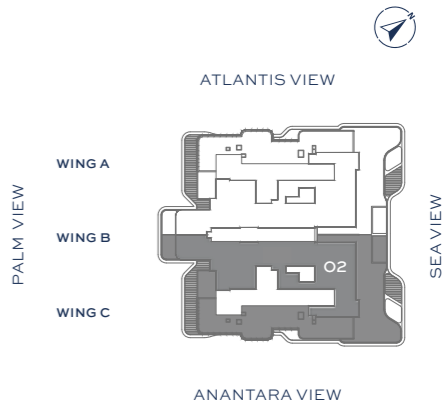 N
ATLANTIS VIEW
WING A
PALM VIEW
WING B
SEA VIEW
02
WING C
ANANTARA VIEW